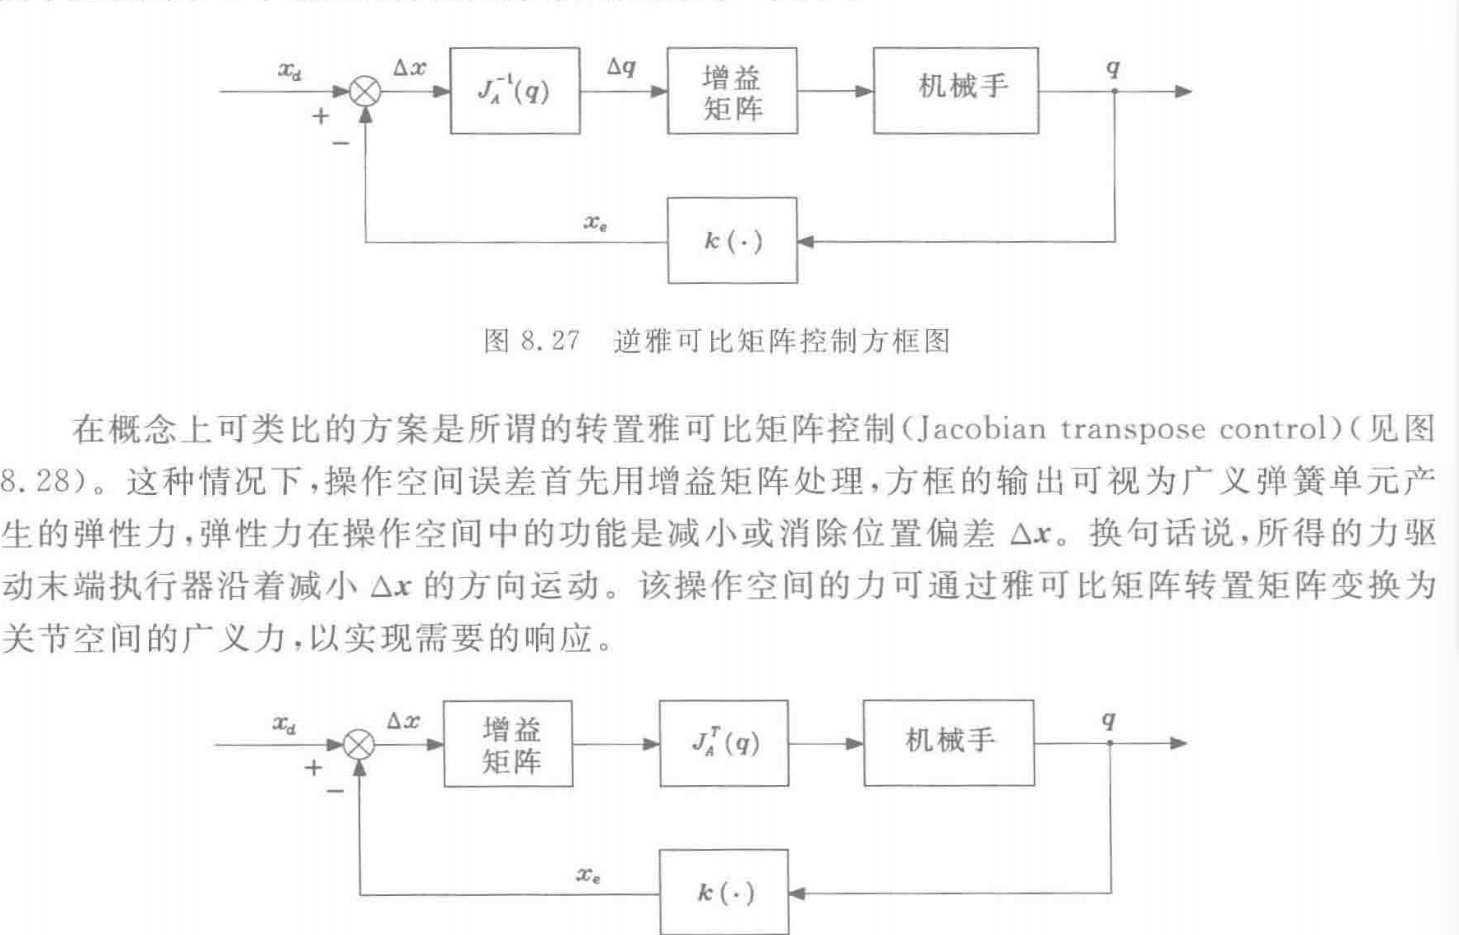 x_d Δx J_A^{-1}(q) Δq 增益 机械手 q
矩阵
+
−
x_e k(·)
图 8.27 逆雅可比矩阵控制方框图
在概念上可类比的方案是所谓的转置雅可比矩阵控制(Jacobian transpose control)(见图
8.28)。这种情况下,操作空间误差首先用增益矩阵处理,方框的输出可视为广义弹簧单元产
生的弹性力,弹性力在操作空间中的功能是减小或消除位置偏差 Δx。换句话说,所得的力驱
动末端执行器沿着减小 Δx 的方向运动。该操作空间的力可通过雅可比矩阵转置矩阵变换为
关节空间的广义力,以实现需要的响应。
x_d Δx 增益 J_A^T(q) 机械手 q
矩阵
+
−
x_e k(·)